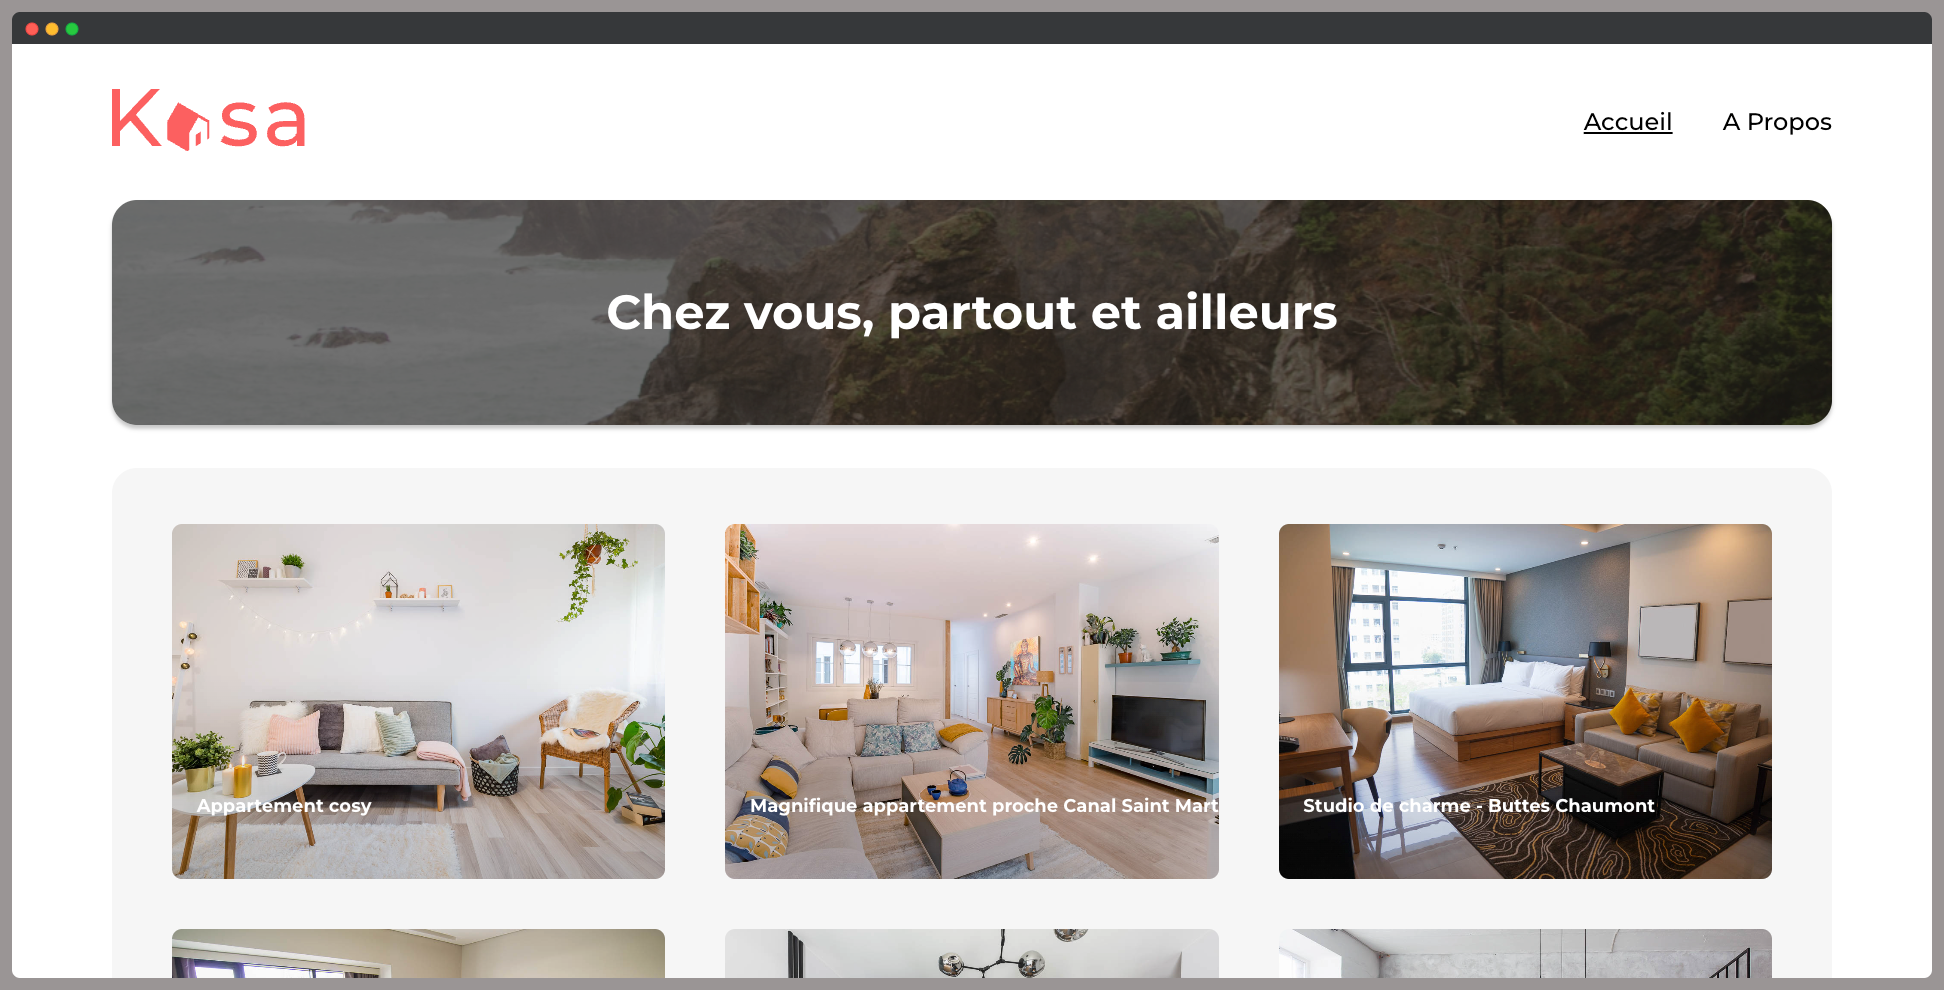 Kasa
Accueil
A Propos
Chez vous, partout et ailleurs
Appartement cosy
Magnifique appartement proche Canal Saint Mart
Studio de charme - Buttes Chaumont